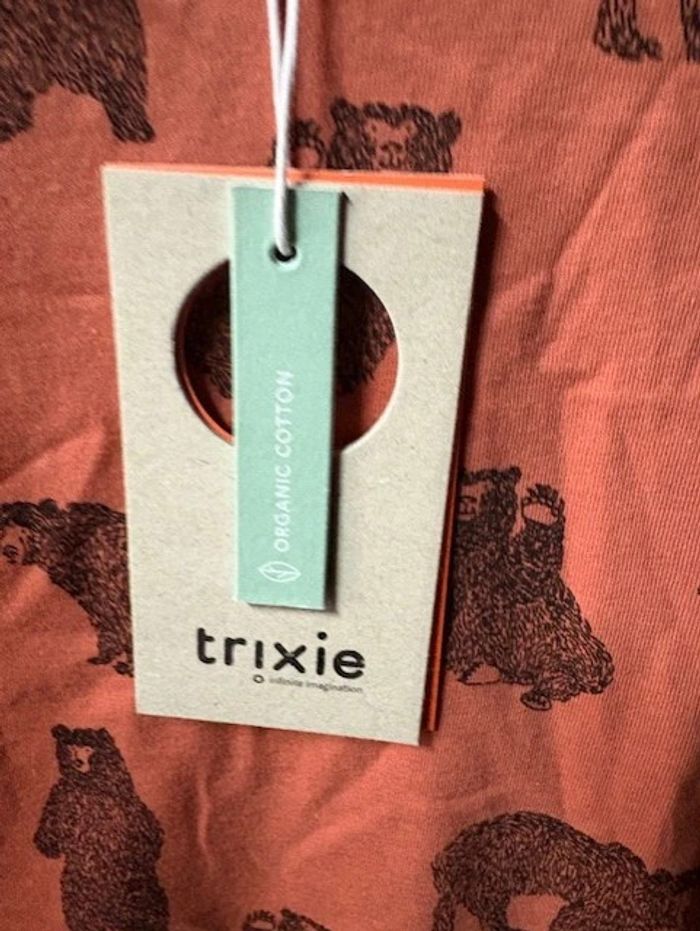 ORGANIC COTTON
trixie
infinite imagination